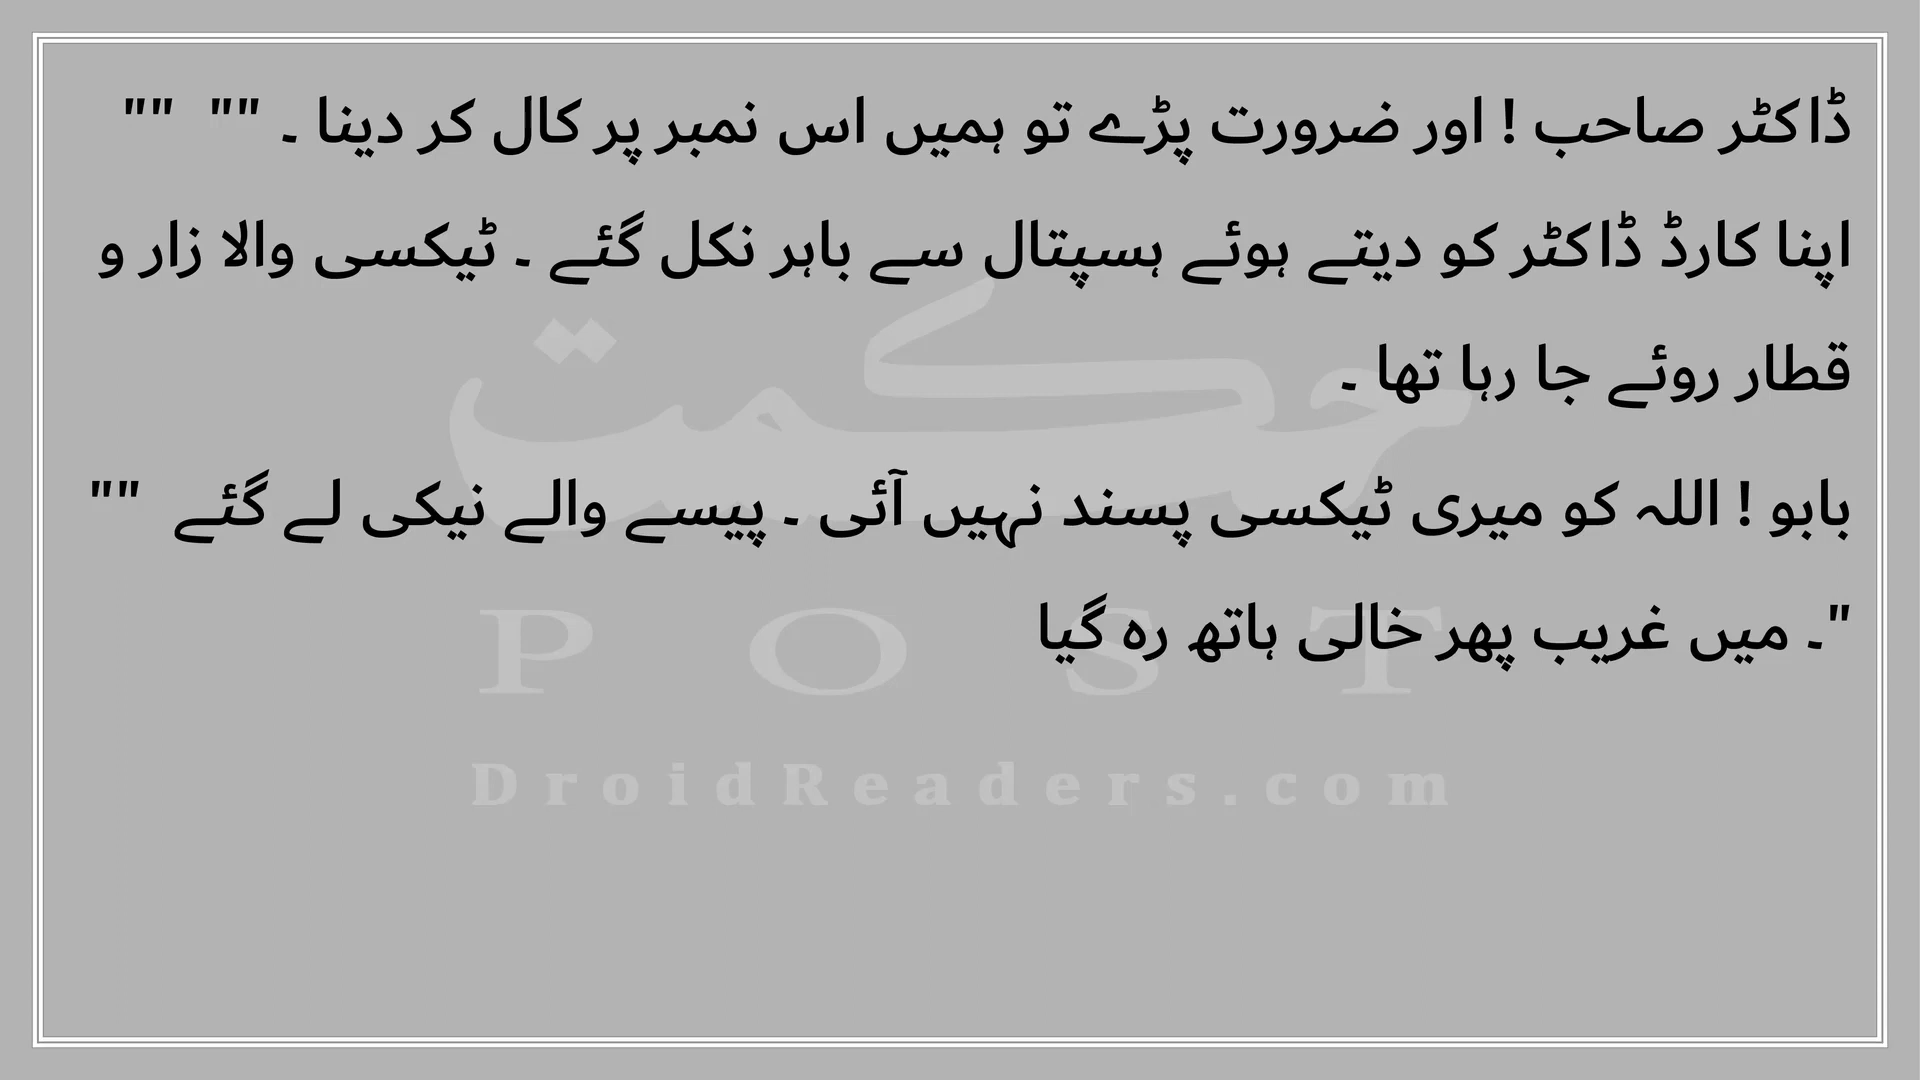 ڈاکٹر صاحب ! اور ضرورت پڑے تو ہمیں اس نمبر پر کال کر دینا ۔ "" ""
اپنا کارڈ ڈاکٹر کو دیتے ہوئے ہسپتال سے باہر نکل گئے ۔ ٹیکسی والا زار و
قطار روئے جا رہا تھا ۔
بابو ! اللہ کو میری ٹیکسی پسند نہیں آئی ۔ پیسے والے نیکی لے گئے ""
"۔ میں غریب پھر خالی ہاتھ رہ گیا
حکمت
POST
DroidReaders.com